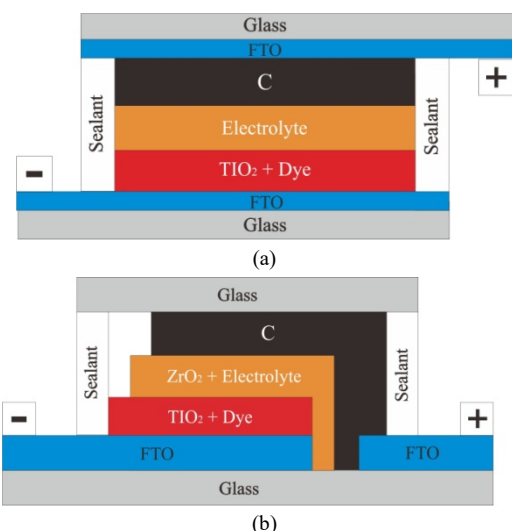 Glass
FTO
+
C
Sealant
Sealant
Electrolyte
TIO₂ + Dye
-
FTO
Glass
(a)
Glass
C
Sealant
Sealant
ZrO₂ + Electrolyte
TIO₂ + Dye
-
+
FTO
FTO
Glass
(b)